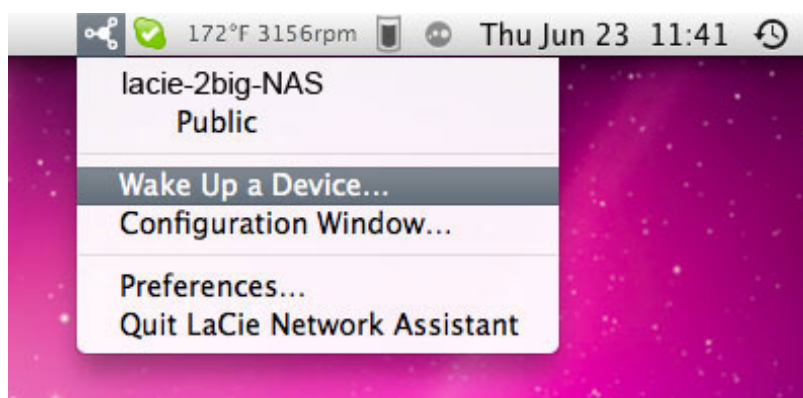 172°F 3156rpm Thu Jun 23 11:41
lacie-2big-NAS
Public
Wake Up a Device...
Configuration Window...
Preferences...
Quit LaCie Network Assistant